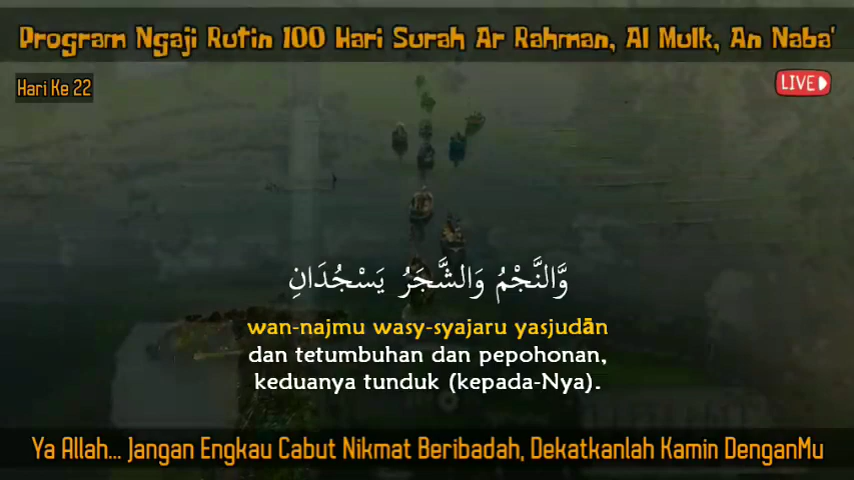 Program Ngaji Rutin 100 Hari Surah Ar Rahman, Al Mulk, An Naba'
Hari Ke 22
LIVE
وَّالنَّجْمُ وَالشَّجَرُ يَسْجُدَانِ
wan-najmu wasy-syajaru yasjudān
dan tetumbuhan dan pepohonan,
keduanya tunduk (kepada-Nya).
Ya Allah... Jangan Engkau Cabut Nikmat Beribadah, Dekatkanlah Kamin DenganMu